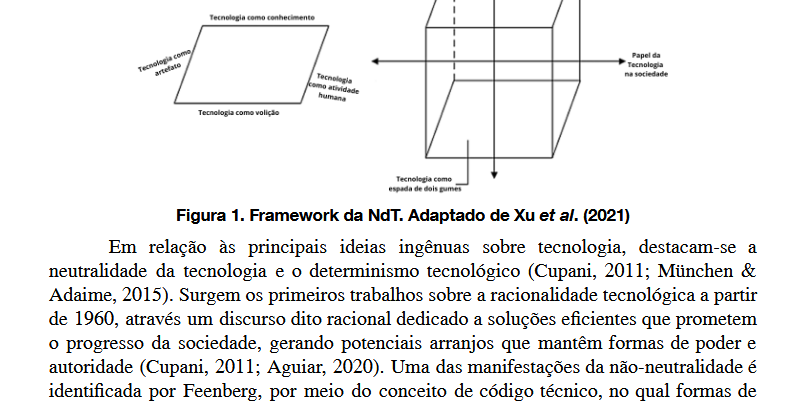 Tecnologia como conhecimento
Tecnologia como
artefato
Tecnologia
como atividade
humana
Tecnologia como volição
Papel da
Tecnologia
na sociedade
Tecnologia como
espada de dois gumes
Figura 1. Framework da NdT. Adaptado de Xu et al. (2021)
Em relação às principais ideias ingênuas sobre tecnologia, destacam-se a
neutralidade da tecnologia e o determinismo tecnológico (Cupani, 2011; München &
Adaime, 2015). Surgem os primeiros trabalhos sobre a racionalidade tecnológica a partir
de 1960, através um discurso dito racional dedicado a soluções eficientes que prometem
o progresso da sociedade, gerando potenciais arranjos que mantêm formas de poder e
autoridade (Cupani, 2011; Aguiar, 2020). Uma das manifestações da não-neutralidade é
identificada por Feenberg, por meio do conceito de código técnico, no qual formas de